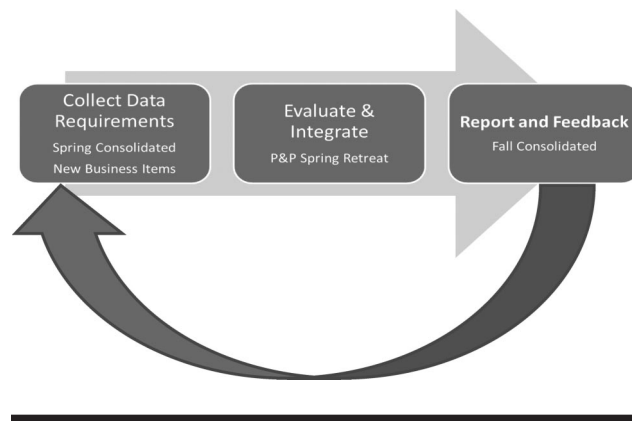 Collect Data
Requirements
Spring Consolidated
New Business Items
Evaluate &
Integrate
P&P Spring Retreat
Report and Feedback
Fall Consolidated